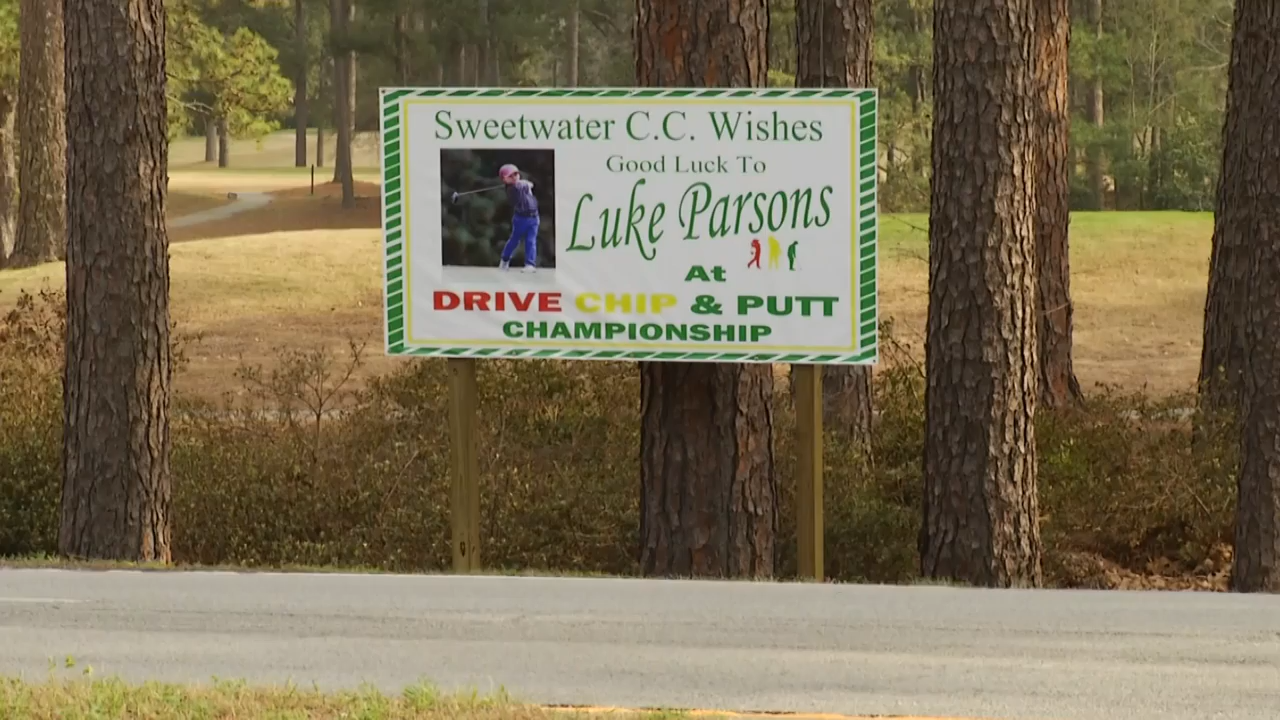 Sweetwater C.C. Wishes
Good Luck To
Luke Parsons
At
DRIVE CHIP & PUTT
CHAMPIONSHIP